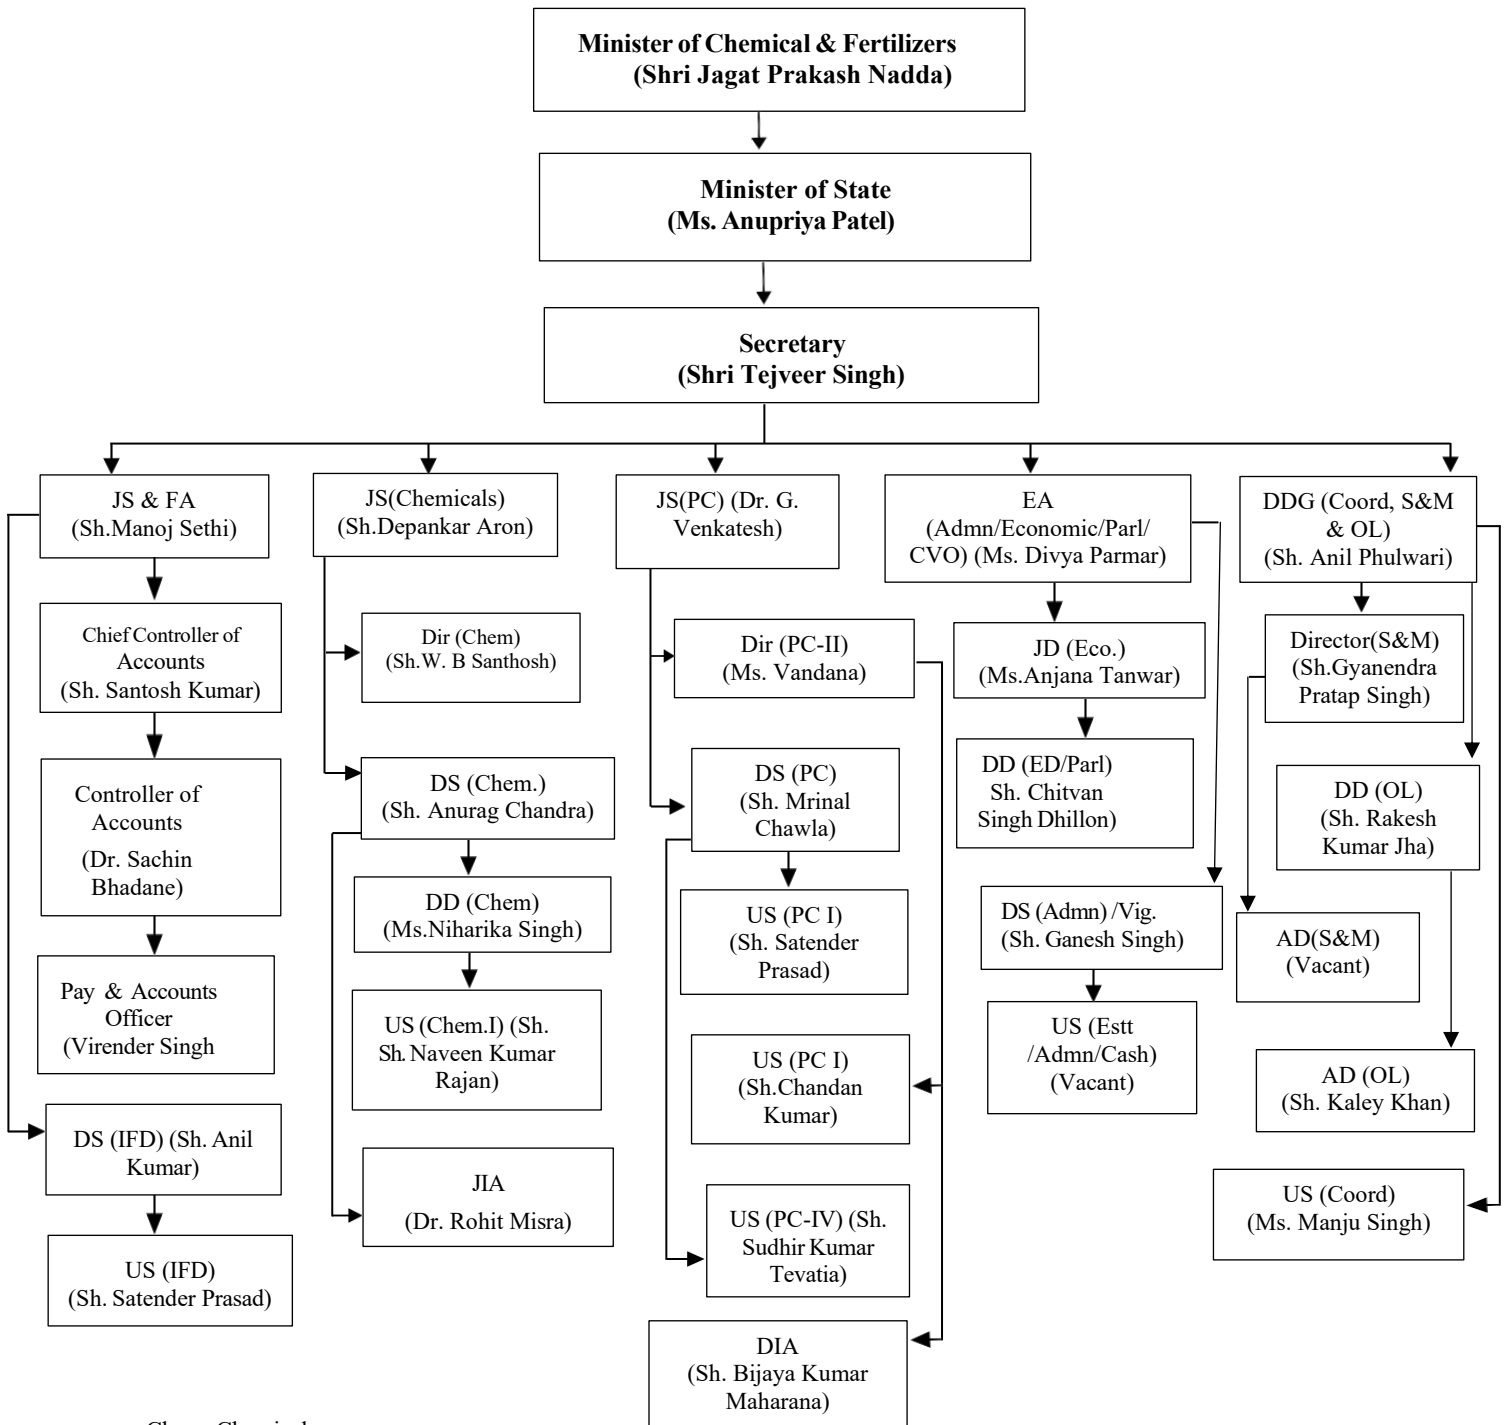 Minister of Chemical & Fertilizers
(Shri Jagat Prakash Nadda)
Minister of State
(Ms. Anupriya Patel)
Secretary
(Shri Tejveer Singh)
JS & FA
(Sh.Manoj Sethi)
Chief Controller of
Accounts
(Sh. Santosh Kumar)
Controller of
Accounts
(Dr. Sachin
Bhadane)
Pay & Accounts
Officer
(Virender Singh
DS (IFD) (Sh. Anil
Kumar)
US (IFD)
(Sh. Satender Prasad)
JS(Chemicals)
(Sh.Depankar Aron)
Dir (Chem)
(Sh.W. B Santhosh)
DS (Chem.)
(Sh. Anurag Chandra)
DD (Chem)
(Ms.Niharika Singh)
US (Chem.I) (Sh.
Sh. Naveen Kumar
Rajan)
JIA
(Dr. Rohit Misra)
JS(PC) (Dr. G.
Venkatesh)
Dir (PC-II)
(Ms. Vandana)
DS (PC)
(Sh. Mrinal
Chawla)
US (PC I)
(Sh. Satender
Prasad)
US (PC I)
(Sh.Chandan
Kumar)
US (PC-IV) (Sh.
Sudhir Kumar
Tevatia)
DIA
(Sh. Bijaya Kumar
Maharana)
EA
(Admn/Economic/Parl/
CVO) (Ms. Divya Parmar)
JD (Eco.)
(Ms.Anjana Tanwar)
DD (ED/Parl)
Sh. Chitvan
Singh Dhillon)
DS (Admn) /Vig.
(Sh. Ganesh Singh)
US (Estt
/Admn/Cash)
(Vacant)
DDG (Coord, S&M
& OL)
(Sh. Anil Phulwari)
Director(S&M)
(Sh.Gyanendra
Pratap Singh)
DD (OL)
(Sh. Rakesh
Kumar Jha)
AD(S&M)
(Vacant)
AD (OL)
(Sh. Kaley Khan)
US (Coord)
(Ms. Manju Singh)